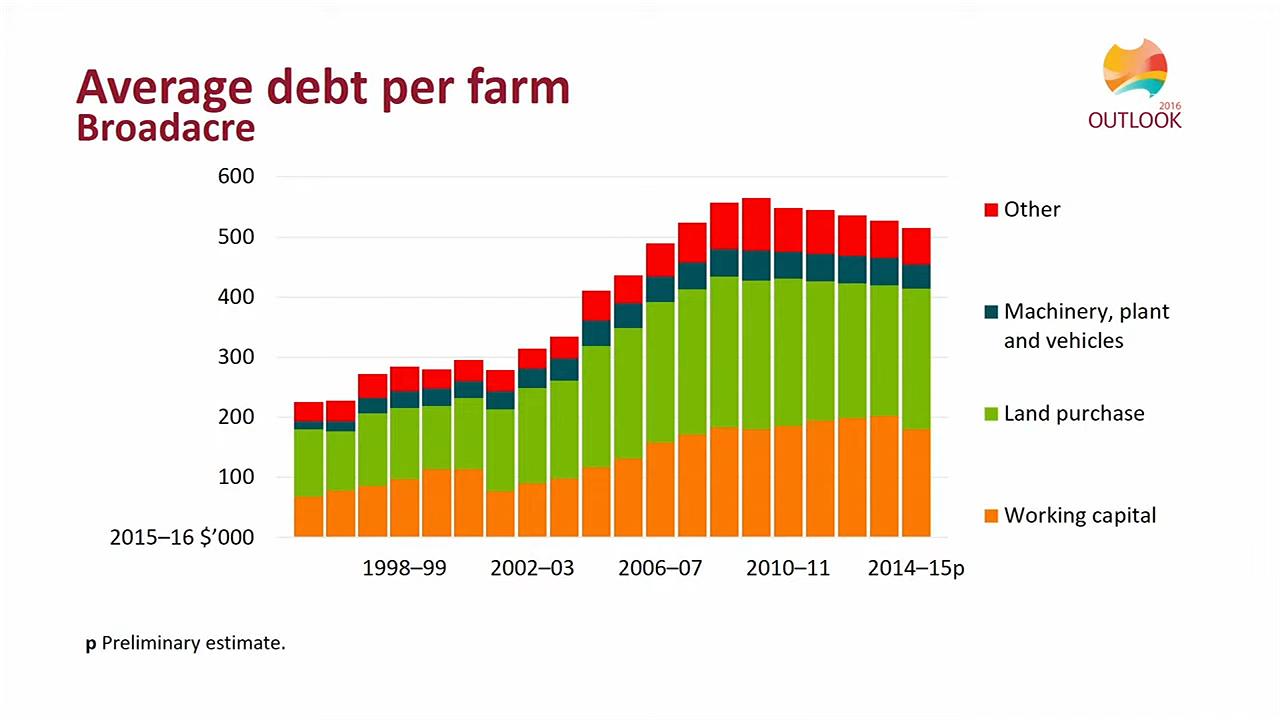 Average debt per farm
Broadacre
2016
OUTLOOK
600
500
400
300
200
100
2015–16 $’000
1998–99
2002–03
2006–07
2010–11
2014–15p
Other
Machinery, plant
and vehicles
Land purchase
Working capital
p Preliminary estimate.